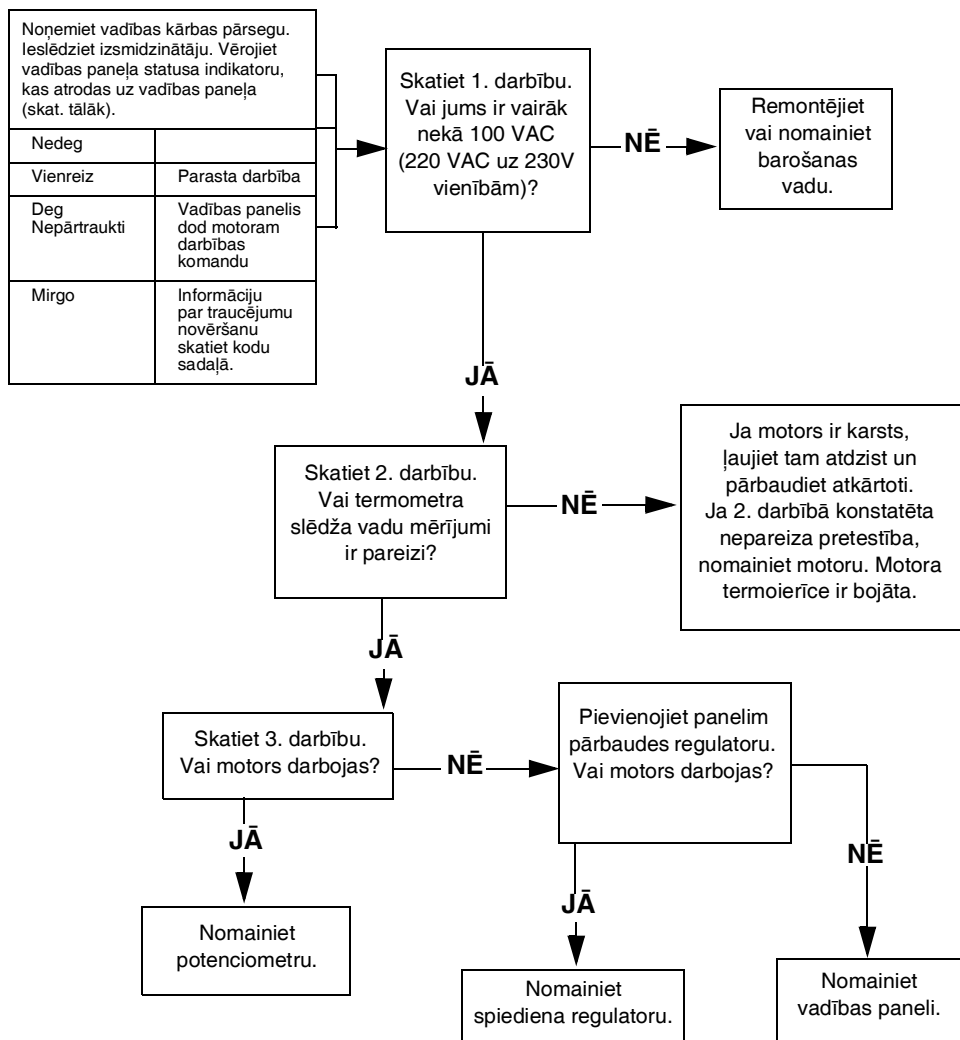 Noņemiet vadības kārbas pārsegu.
Ieslēdziet izsmidzinātāju. Vērojiet
vadības paneļa statusa indikatoru,
kas atrodas uz vadības paneļa
(skat. tālāk).
Nedeg
Vienreiz
Parasta darbība
Deg
Nepārtraukti
Vadības panelis
dod motoram
darbības
komandu
Mirgo
Informāciju
par traucējumu
novēršanu
skatiet kodu
sadaļā.
Skatiet 1. darbību.
Vai jums ir vairāk
nekā 100 VAC
(220 VAC uz 230V
vienībām)?
NĒ
Remontējiet
vai nomainiet
barošanas
vadu.
JĀ
Skatiet 2. darbību.
Vai termometra
slēdža vadu mērījumi
ir pareizi?
NĒ
Ja motors ir karsts,
ļaujiet tam atdzist un
pārbaudiet atkārtoti.
Ja 2. darbībā konstatēta
nepareiza pretestība,
nomainiet motoru. Motora
termoierīce ir bojāta.
JĀ
Skatiet 3. darbību.
Vai motors darbojas?
NĒ
Pievienojiet panelim
pārbaudes regulatoru.
Vai motors darbojas?
JĀ
NĒ
JĀ
Nomainiet
potenciometru.
Nomainiet
spiediena regulatoru.
Nomainiet
vadības paneli.